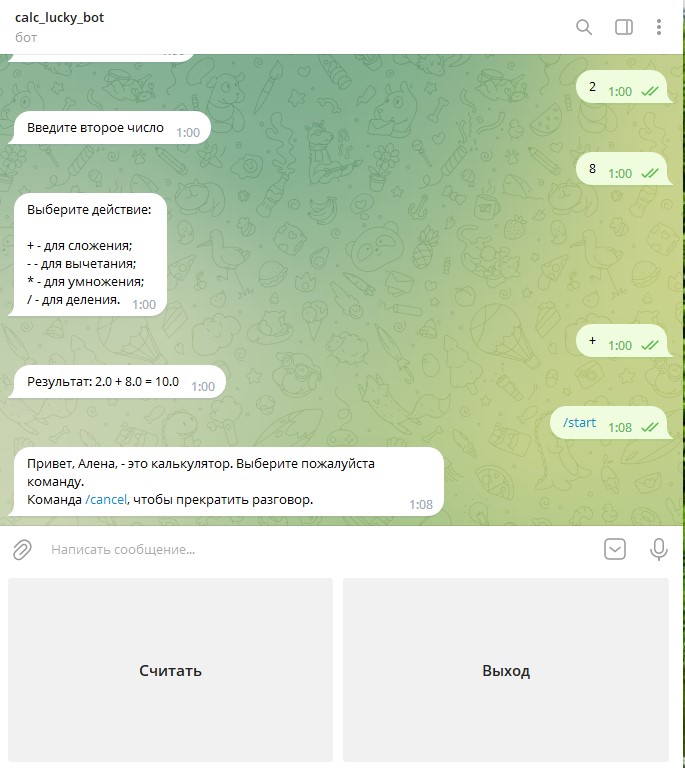 calc_lucky_bot
бот
2 1:00
Введите второе число 1:00
8 1:00
Выберите действие:
+ - для сложения;
- - для вычетания;
* - для умножения;
/ - для деления. 1:00
+ 1:00
Результат: 2.0 + 8.0 = 10.0 1:00
/start 1:08
Привет, Алена, - это калькулятор. Выберите пожалуйста
команду.
Команда /cancel, чтобы прекратить разговор. 1:08
Написать сообщение...
Считать
Выход